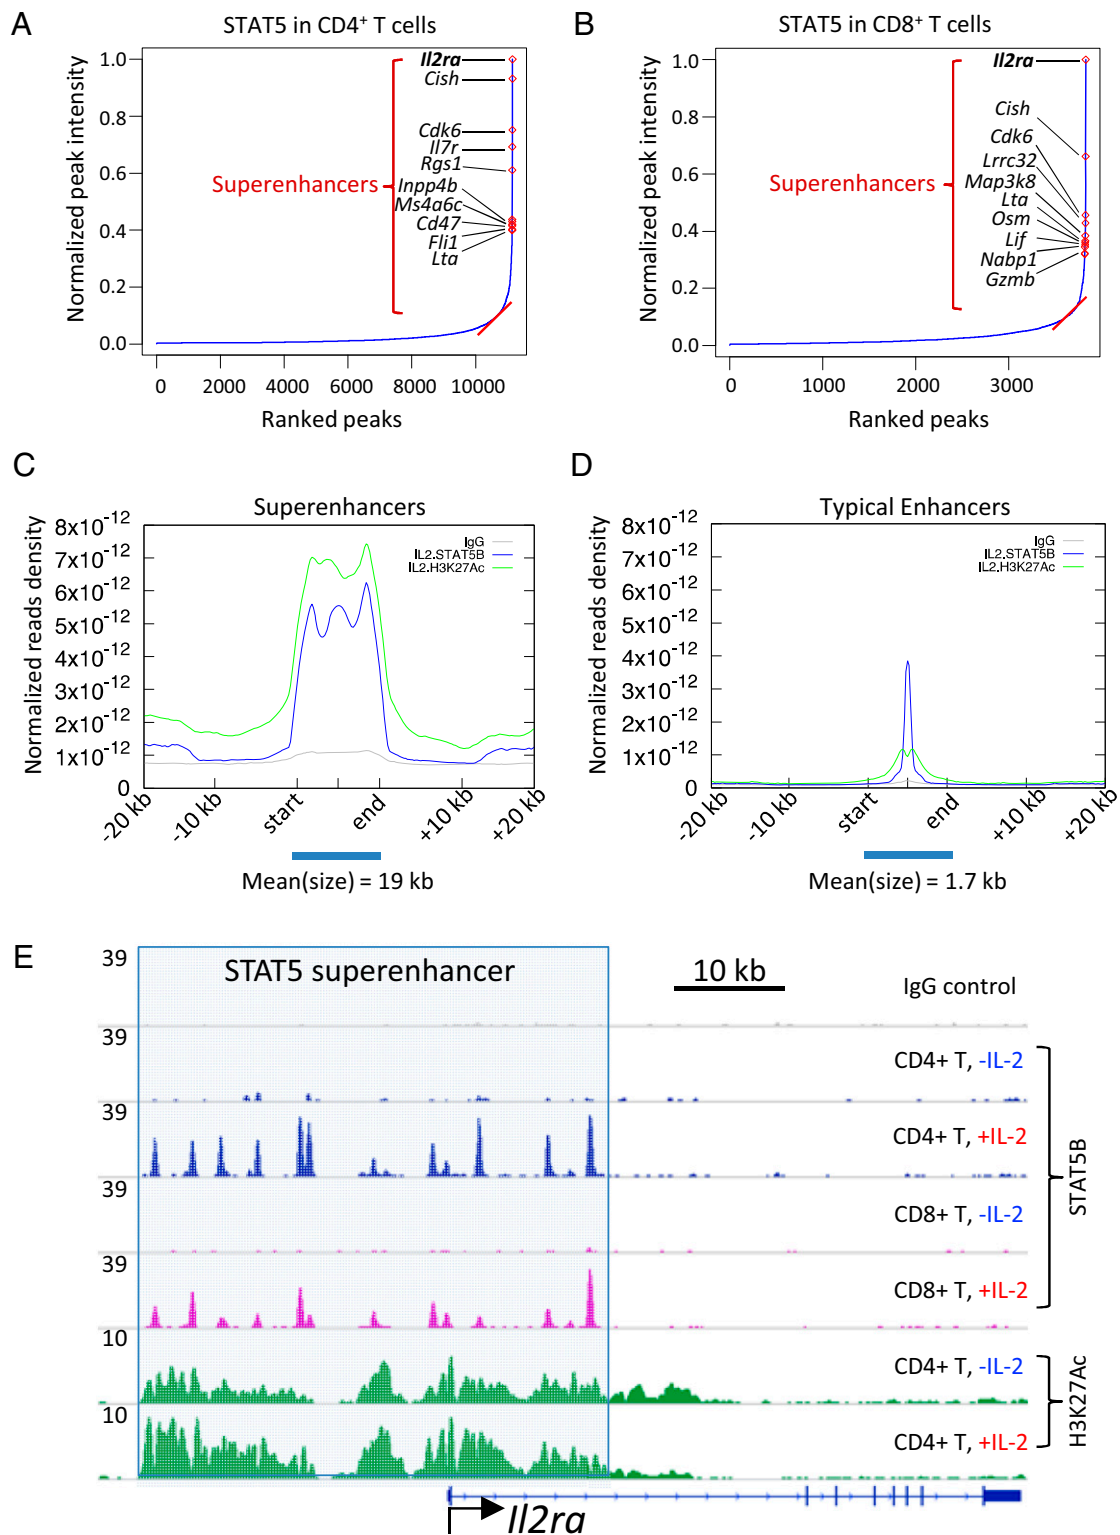 A
STAT5 in CD4⁺ T cells
Normalized peak intensity
1.0
0.8
0.6
0.4
0.2
0.0
Superenhancers
Il2ra
Cish
Cdk6
Il7r
Rgs1
Inpp4b
Ms4a6c
Cd47
Fli1
Lta
0 2000 4000 6000 8000 10000
Ranked peaks
B
STAT5 in CD8⁺ T cells
Normalized peak intensity
1.0
0.8
0.6
0.4
0.2
0.0
Superenhancers
Il2ra
Cish
Cdk6
Lrrc32
Map3k8
Lta
Osm
Lif
Nabp1
Gzmb
0 1000 2000 3000
Ranked peaks
C
Superenhancers
Normalized reads density
8x10⁻¹²
7x10⁻¹²
6x10⁻¹²
5x10⁻¹²
4x10⁻¹²
3x10⁻¹²
2x10⁻¹²
1x10⁻¹²
0
IgG
IL2.STAT5B
IL2.H3K27Ac
-20 kb -10 kb start end +10 kb +20 kb
Mean(size) = 19 kb
D
Typical Enhancers
Normalized reads density
8x10⁻¹²
7x10⁻¹²
6x10⁻¹²
5x10⁻¹²
4x10⁻¹²
3x10⁻¹²
2x10⁻¹²
1x10⁻¹²
0
IgG
IL2.STAT5B
IL2.H3K27Ac
-20 kb -10 kb start end +10 kb +20 kb
Mean(size) = 1.7 kb
E
39
STAT5 superenhancer
10 kb
IgG control
39
CD4+ T, -IL-2
39
CD4+ T, +IL-2
39
CD8+ T, -IL-2
39
CD8+ T, +IL-2
STAT5B
10
CD4+ T, -IL-2
10
CD4+ T, +IL-2
H3K27Ac
Il2ra